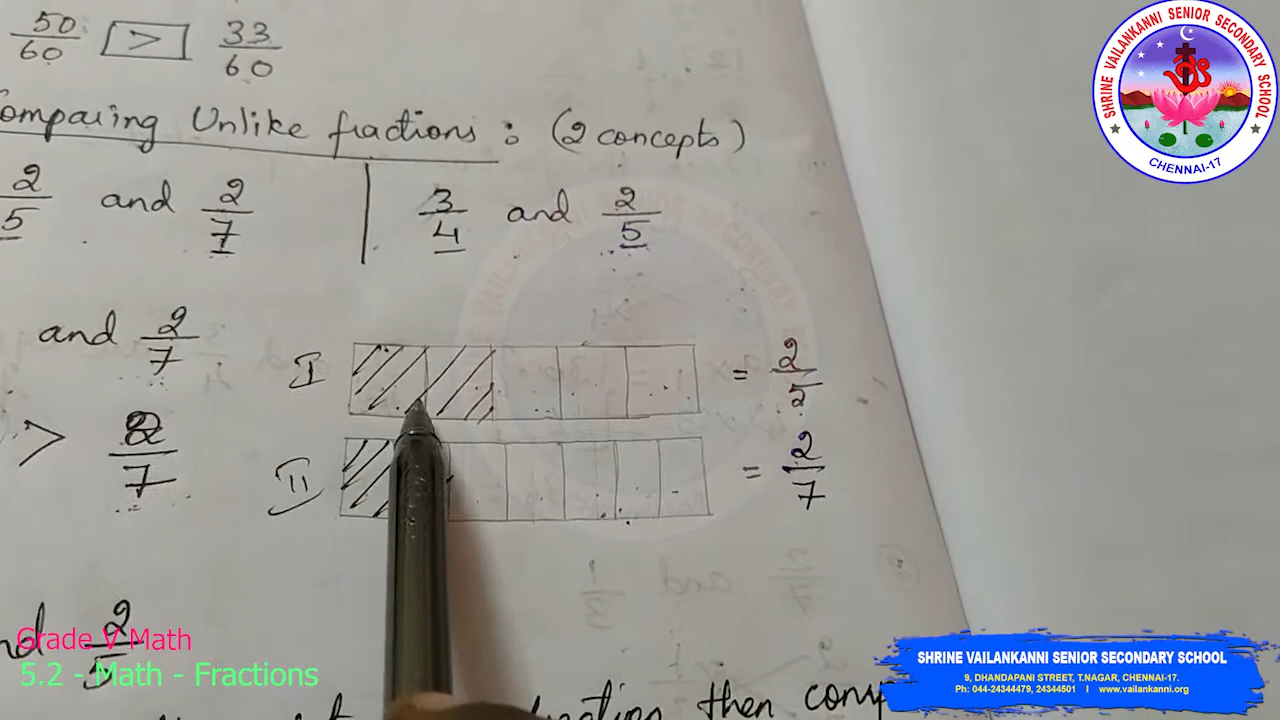 50/60 > 33/60
Comparing Unlike fractions : (2 concepts)
2/5 and 2/7 | 3/4 and 2/5
and 2/7
I = 2/5
> 2/7
II = 2/7
2/5
then
Grade V Math
5.2 - Math - Fractions
SHRINE VAILANKANNI SENIOR SECONDARY SCHOOL
CHENNAI-17
SHRINE VAILANKANNI SENIOR SECONDARY SCHOOL
9, DHANDAPANI STREET, T.NAGAR, CHENNAI-17.
Ph: 044-24344479, 24344501 I www.vailankanni.org